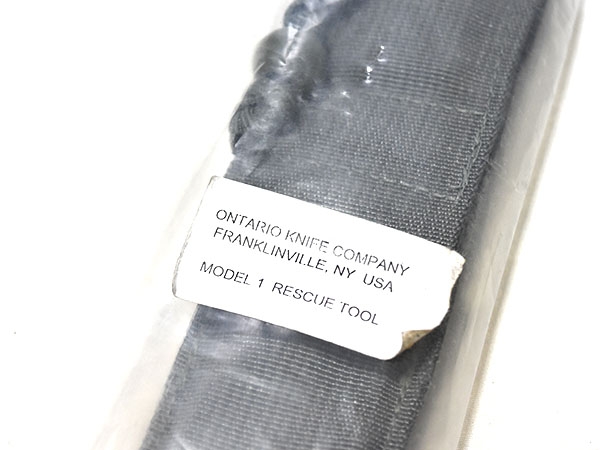 ONTARIO KNIFE COMPANY
FRANKLINVILLE, NY USA
MODEL 1 RESCUE TOOL